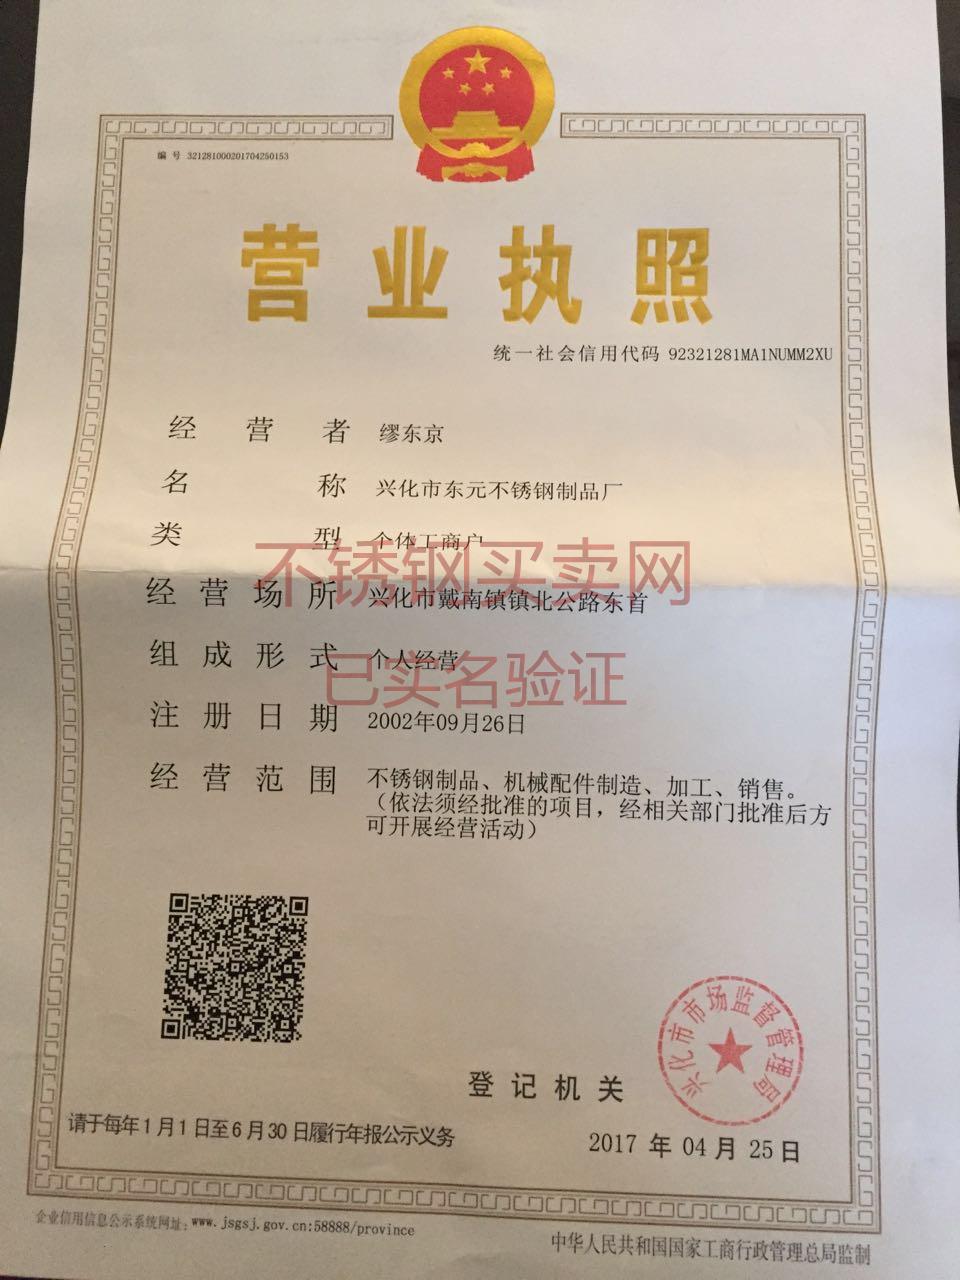 编 号 321281000201704250153
营业执照
统一社会信用代码 92321281MA1NUMM2XU
经营者 缪东京
名称 兴化市东元不锈钢制品厂
类型 个体工商户
不锈钢买卖网
经营场所 兴化市戴南镇镇北公路东首
组成形式 个人经营
已实名验证
注册日期 2002年09月26日
经营范围 不锈钢制品、机械配件制造、加工、销售。
（依法须经批准的项目，经相关部门批准后方
可开展经营活动）
兴化市市场监督管理局
登记机关
请于每年1月1日至6月30日履行年报公示义务
2017 年 04 月 25 日
企业信用信息公示系统网址：www.jsgsj.gov.cn:58888/province
中华人民共和国国家工商行政管理总局监制